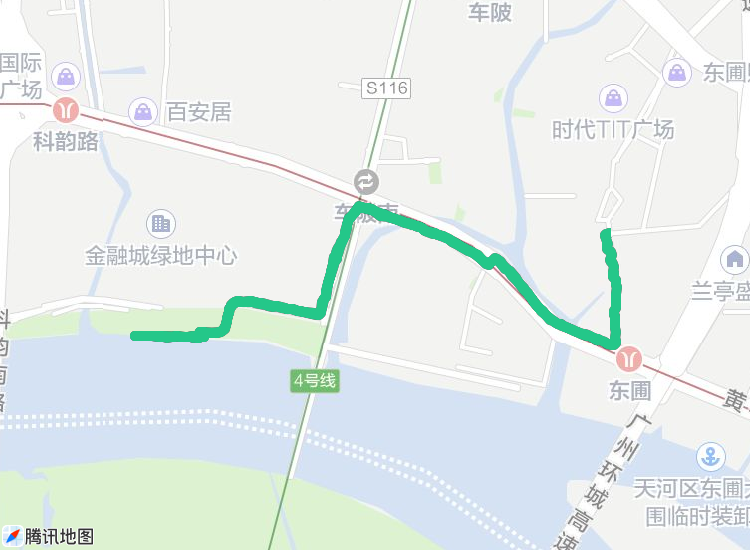 车陂
国际
广场
东圃
S116
百安居
时代TIT广场
科韵路
车陂南
金融城绿地中心
兰亭盛
科韵南路
4号线
东圃
黄
广州环城高速
天河区东圃
围临时装卸
腾讯地图